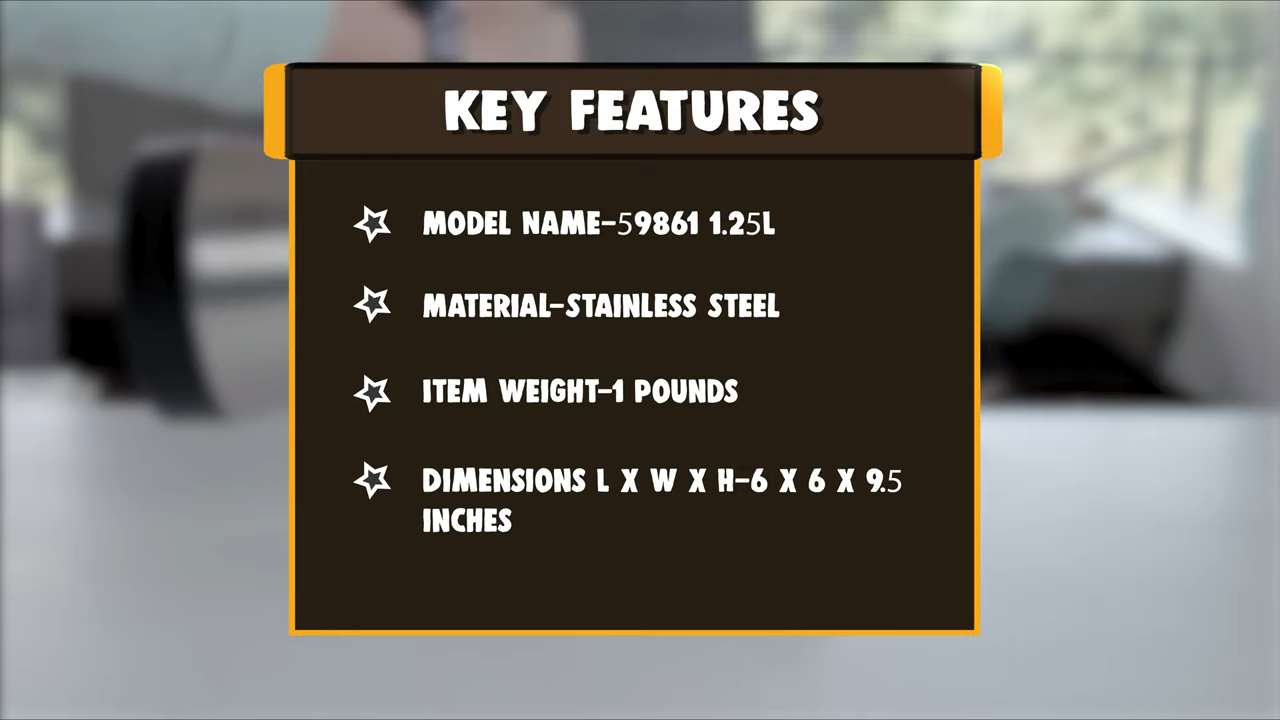 KEY FEATURES
MODEL NAME-59861 1.25L
MATERIAL-STAINLESS STEEL
ITEM WEIGHT-1 POUNDS
DIMENSIONS L X W X H-6 X 6 X 9.5
INCHES